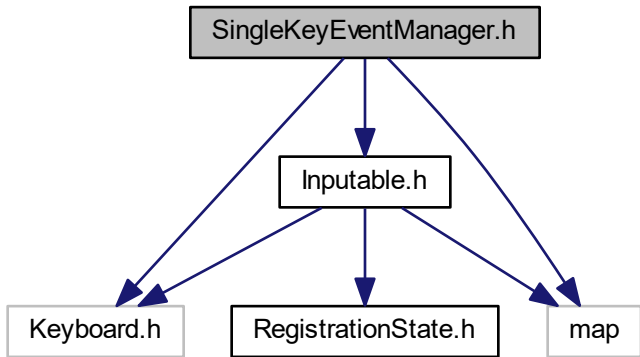 SingleKeyEventManager.h
Inputable.h
Keyboard.h
RegistrationState.h
map